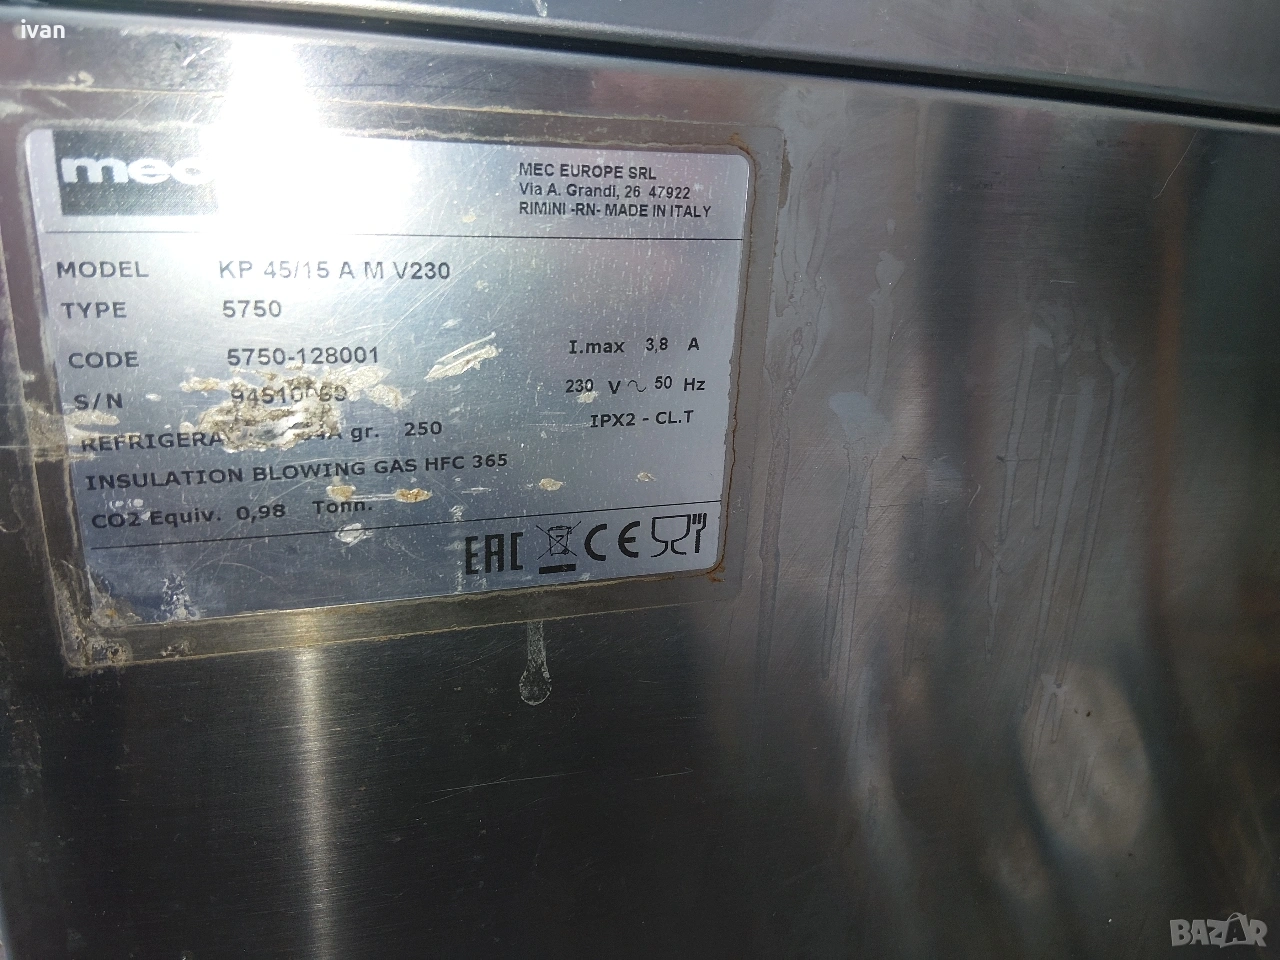 ivan
MEC EUROPE SRL
Via A. Grandi, 26 47922
RIMINI -RN- MADE IN ITALY
MODEL KP 45/15 A M V230
TYPE 5750
CODE 5750-128001
I.max 3,8 A
S/N
230 V ~ 50 Hz
gr. 250
IPX2 - CL.T
INSULATION BLOWING GAS HFC 365
CO2 Equiv. 0,98 Tonn.
EAC CE
BAZAR